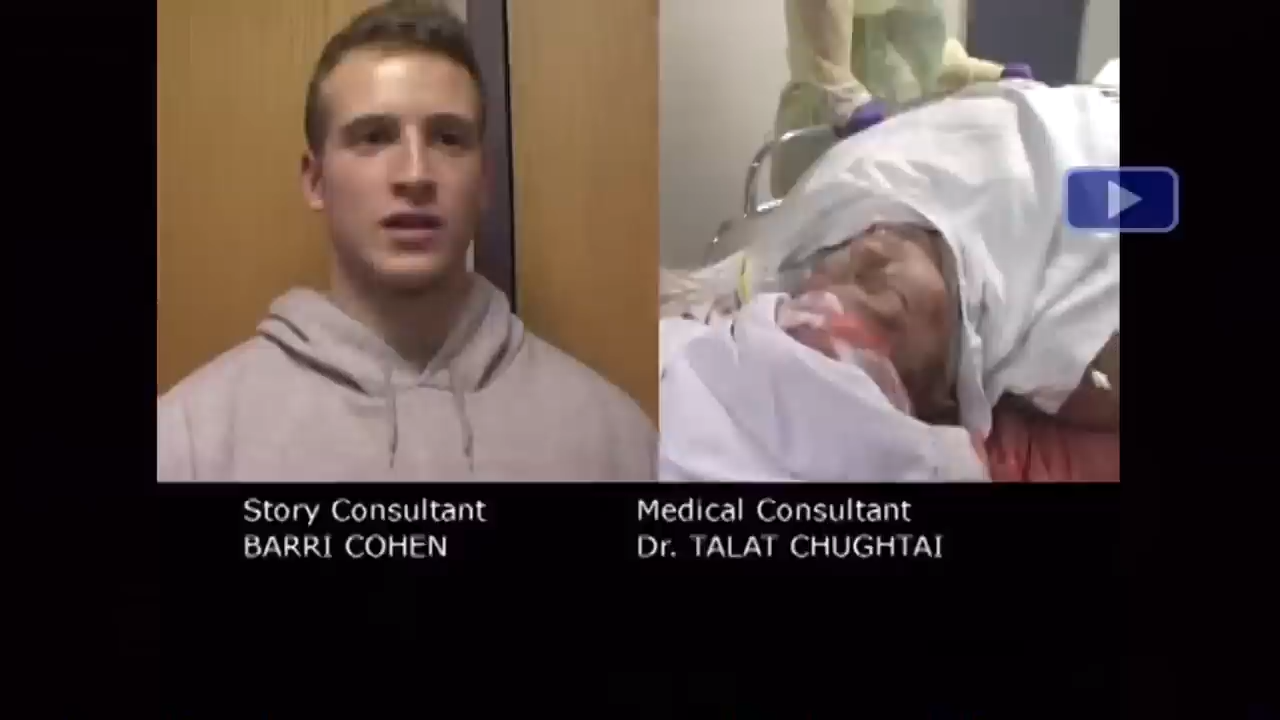 Story Consultant
BARRI COHEN
Medical Consultant
Dr. TALAT CHUGHTAI